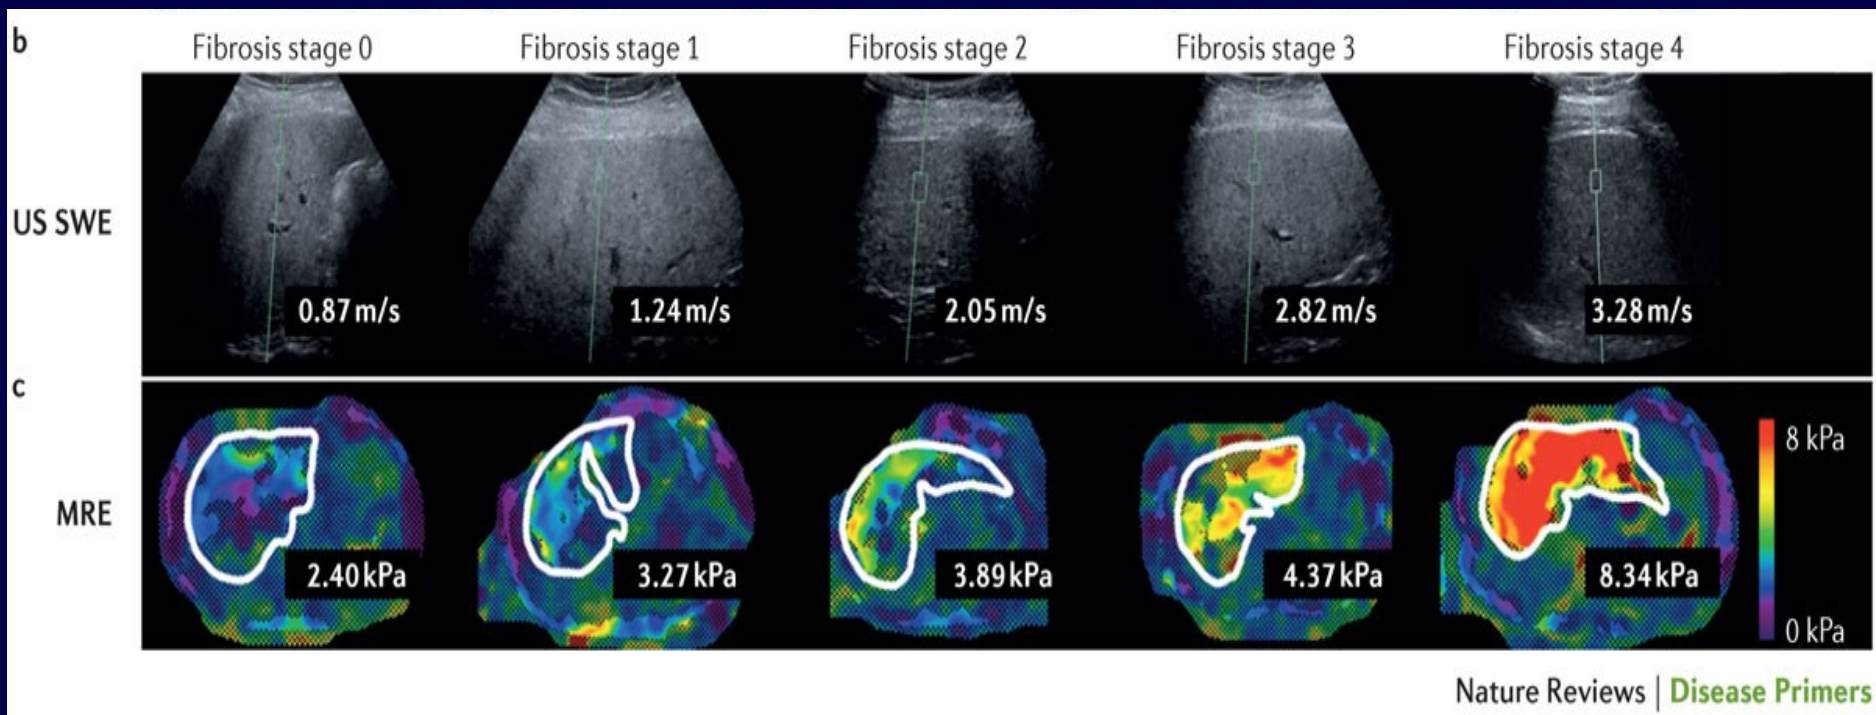 b
Fibrosis stage 0 Fibrosis stage 1 Fibrosis stage 2 Fibrosis stage 3 Fibrosis stage 4
US SWE
0.87 m/s 1.24 m/s 2.05 m/s 2.82 m/s 3.28 m/s
c
8 kPa
MRE
2.40 kPa 3.27 kPa 3.89 kPa 4.37 kPa 8.34 kPa
0 kPa
Nature Reviews | Disease Primers